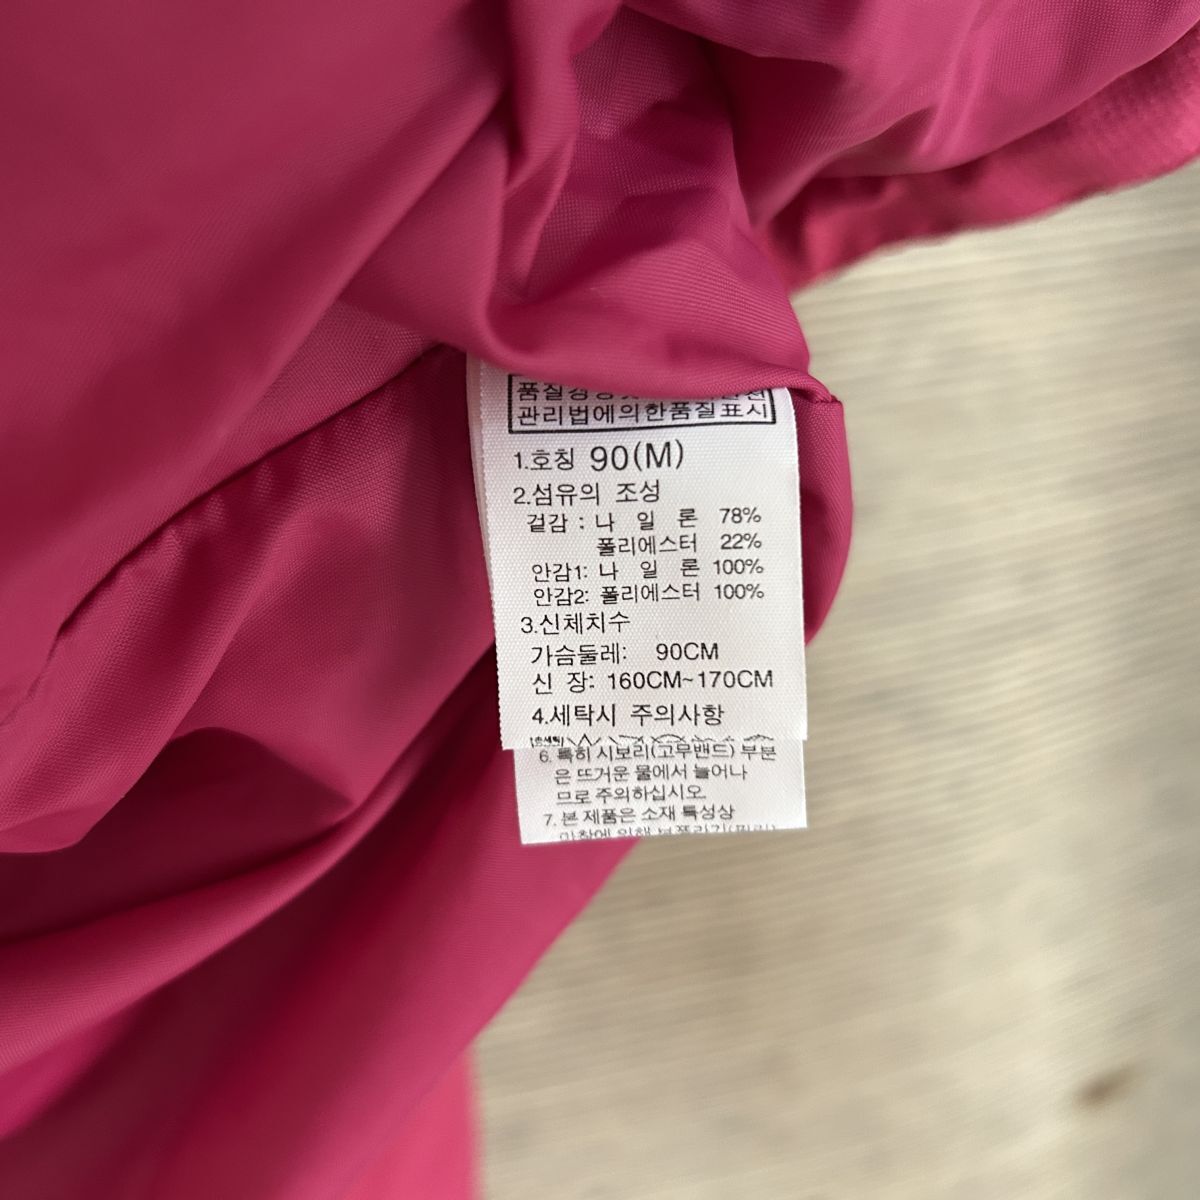 관리법에의한품질표시
1.호칭 90(M)
2.섬유의 조성
겉감 : 나 일 론 78%
폴리에스터 22%
안감1: 나 일 론 100%
안감2: 폴리에스터 100%
3.신체치수
가슴둘레: 90CM
신 장: 160CM~170CM
4.세탁시 주의사항
6. 특히 시보리(고무밴드) 부분
은 뜨거운 물에서 늘어나
므로 주의하십시오.
7. 본 제품은 소재 특성상